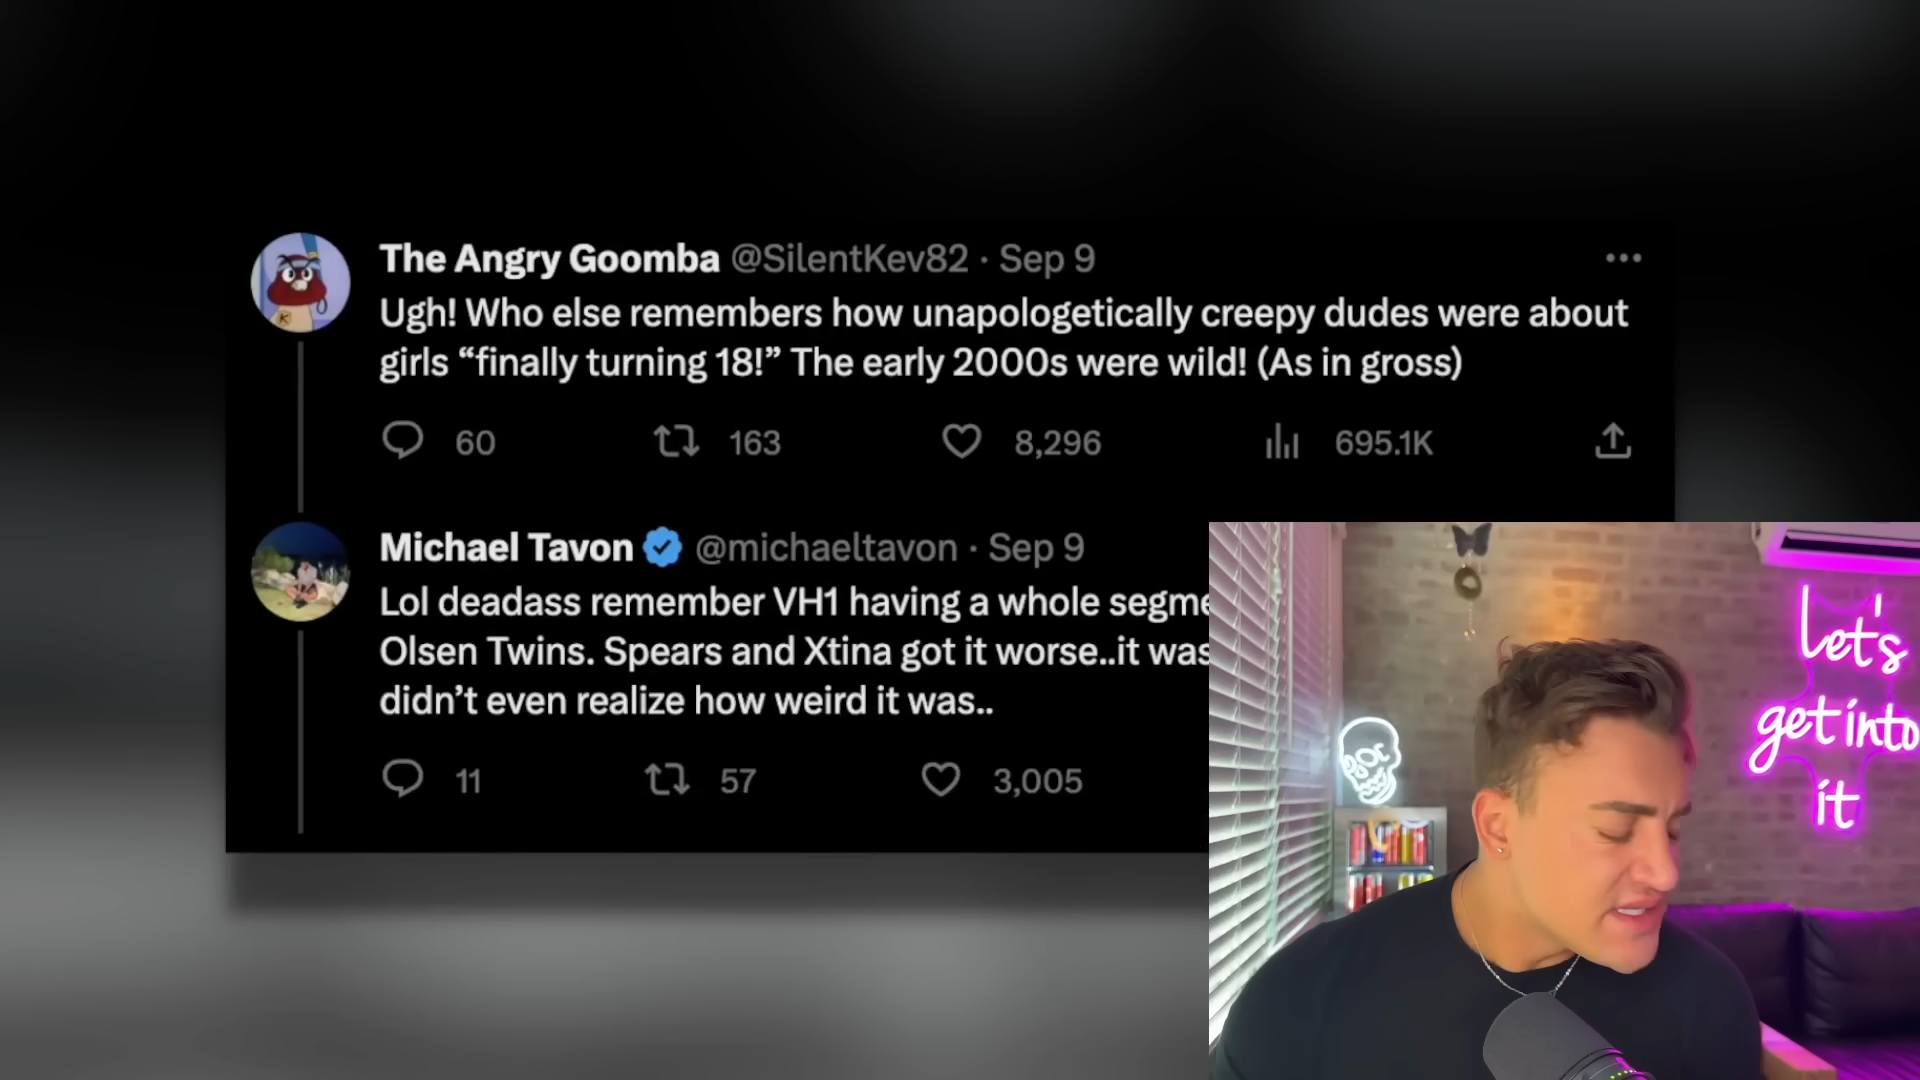 The Angry Goomba @SilentKev82 · Sep 9
Ugh! Who else remembers how unapologetically creepy dudes were about
girls “finally turning 18!” The early 2000s were wild! (As in gross)
60 163 8,296 695.1K
Michael Tavon @michaeltavon · Sep 9
Lol deadass remember VH1 having a whole segme
Olsen Twins. Spears and Xtina got it worse..it was
didn’t even realize how weird it was..
11 57 3,005
let's
get into
it